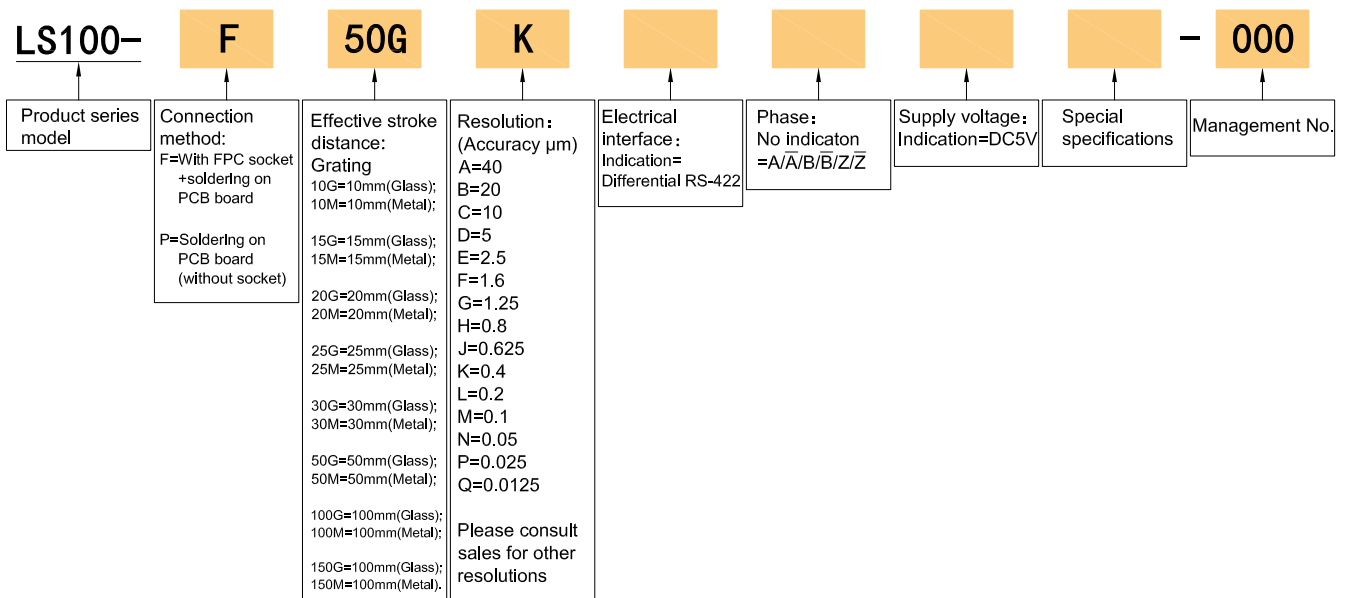 LS100- F 50G K - 000
Product series
model
Connection
method:
F=With FPC socket
+soldering on
PCB board
P=Soldering on
PCB board
(without socket)
Effective stroke
distance:
Grating
10G=10mm(Glass);
10M=10mm(Metal);
15G=15mm(Glass);
15M=15mm(Metal);
20G=20mm(Glass);
20M=20mm(Metal);
25G=25mm(Glass);
25M=25mm(Metal);
30G=30mm(Glass);
30M=30mm(Metal);
50G=50mm(Glass);
50M=50mm(Metal);
100G=100mm(Glass);
100M=100mm(Metal);
150G=100mm(Glass);
150M=100mm(Metal).
Resolution：
(Accuracy μm)
A=40
B=20
C=10
D=5
E=2.5
F=1.6
G=1.25
H=0.8
J=0.625
K=0.4
L=0.2
M=0.1
N=0.05
P=0.025
Q=0.0125
Please consult
sales for other
resolutions
Electrical
interface：
Indication=
Differential RS-422
Phase：
No indicaton
=A/A̅/B/B̅/Z/Z̅
Supply voltage：
Indication=DC5V
Special
specifications
Management No.